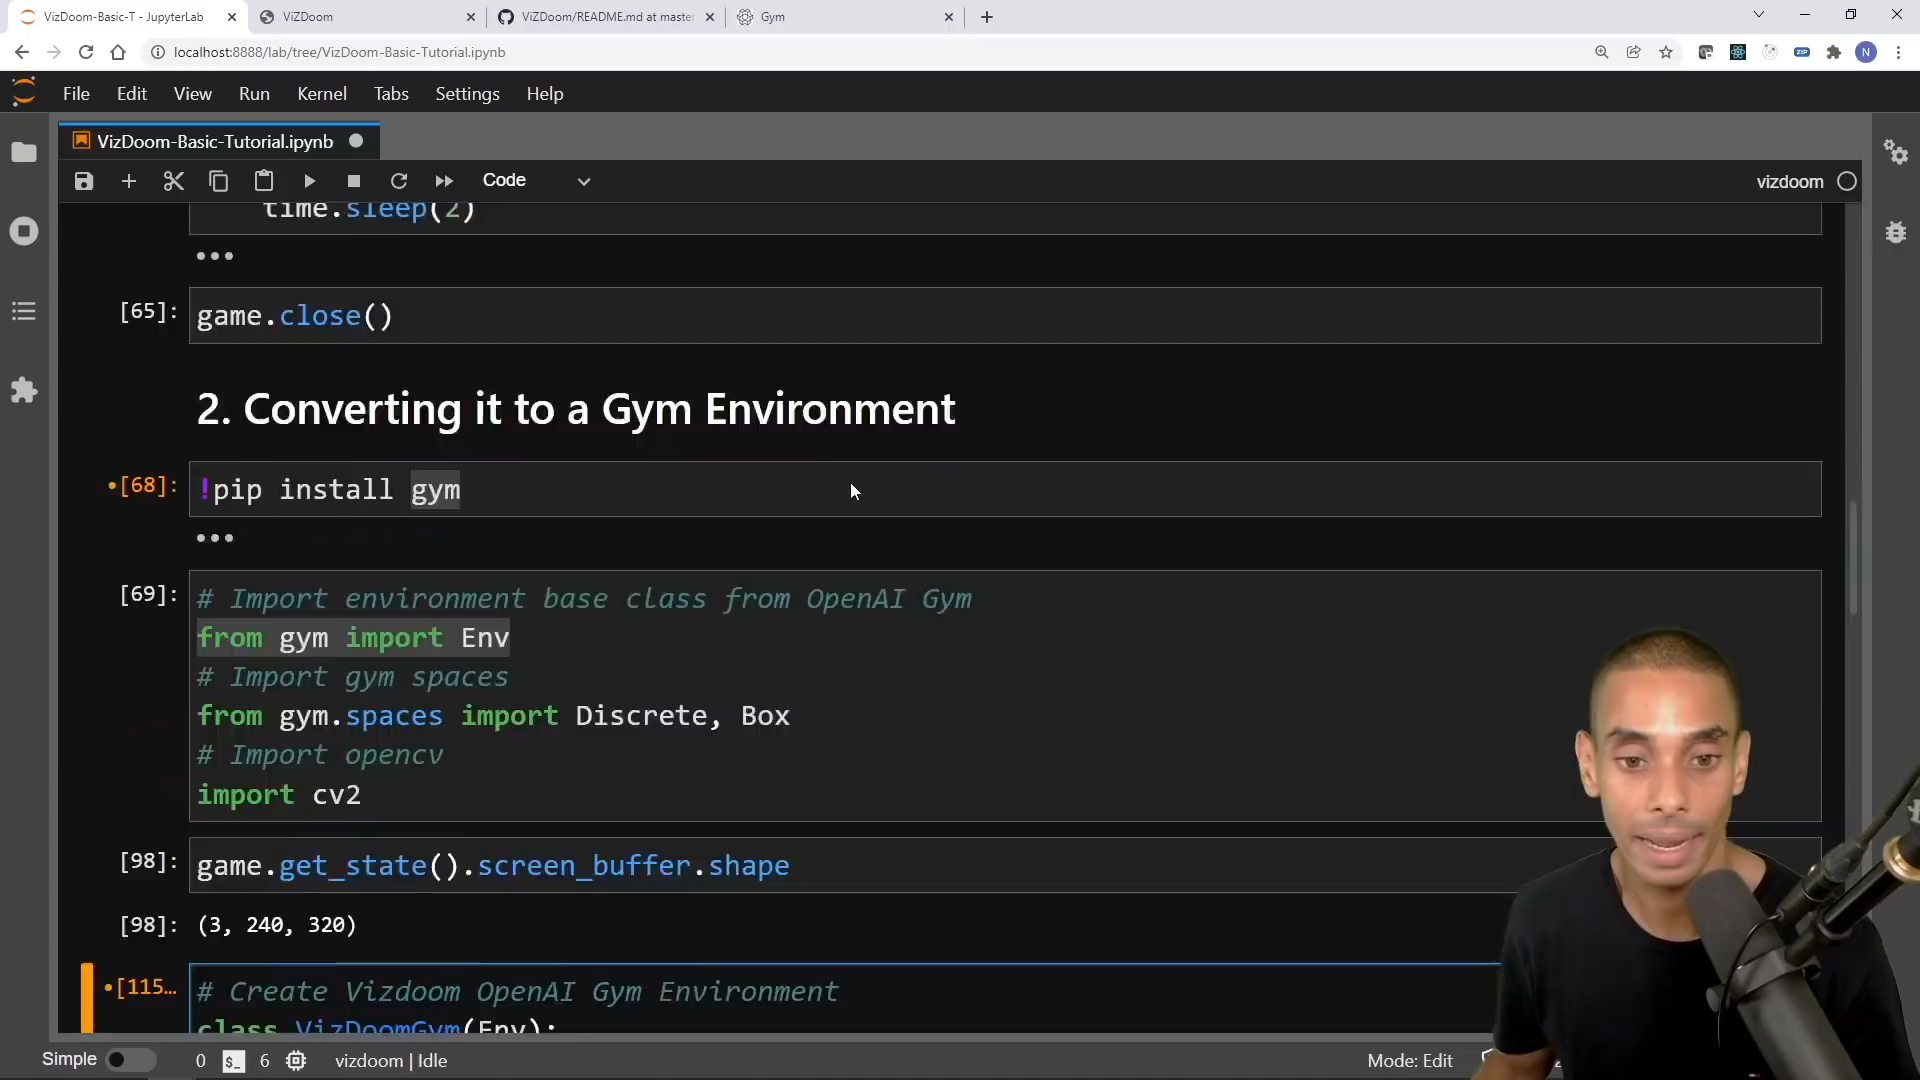 VizDoom-Basic-T - JupyterLab
ViZDoom
ViZDoom/README.md at master
Gym
localhost:8888/lab/tree/VizDoom-Basic-Tutorial.ipynb
ZIP
N
File
Edit
View
Run
Kernel
Tabs
Settings
Help
VizDoom-Basic-Tutorial.ipynb
Code
vizdoom
time.sleep(2)
[65]: game.close()
2. Converting it to a Gym Environment
•[68]: !pip install gym
[69]: # Import environment base class from OpenAI Gym
from gym import Env
# Import gym spaces
from gym.spaces import Discrete, Box
# Import opencv
import cv2
[98]: game.get_state().screen_buffer.shape
[98]: (3, 240, 320)
•[115… # Create Vizdoom OpenAI Gym Environment
class VizDoomGym(Env):
Simple
0
$_
6
vizdoom | Idle
Mode: Edit